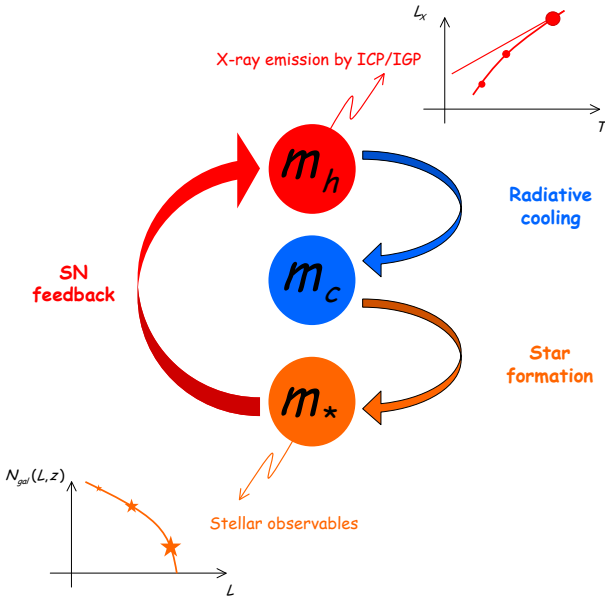 L_x
X-ray emission by ICP/IGP
T
m_h
Radiative
cooling
m_c
SN
feedback
Star
formation
m_*
N_gal(L,z)
Stellar observables
L